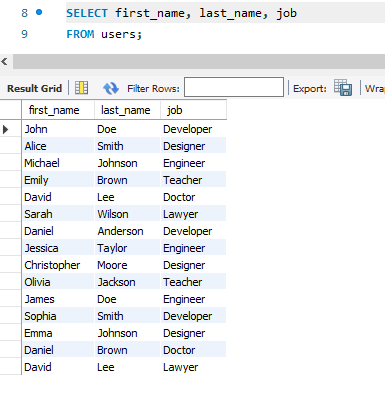 8 SELECT first_name, last_name, job
9 FROM users;
Result Grid Filter Rows: Export: Wrap
first_name last_name job
John Doe Developer
Alice Smith Designer
Michael Johnson Engineer
Emily Brown Teacher
David Lee Doctor
Sarah Wilson Lawyer
Daniel Anderson Developer
Jessica Taylor Engineer
Christopher Moore Designer
Olivia Jackson Teacher
James Doe Engineer
Sophia Smith Developer
Emma Johnson Designer
Daniel Brown Doctor
David Lee Lawyer